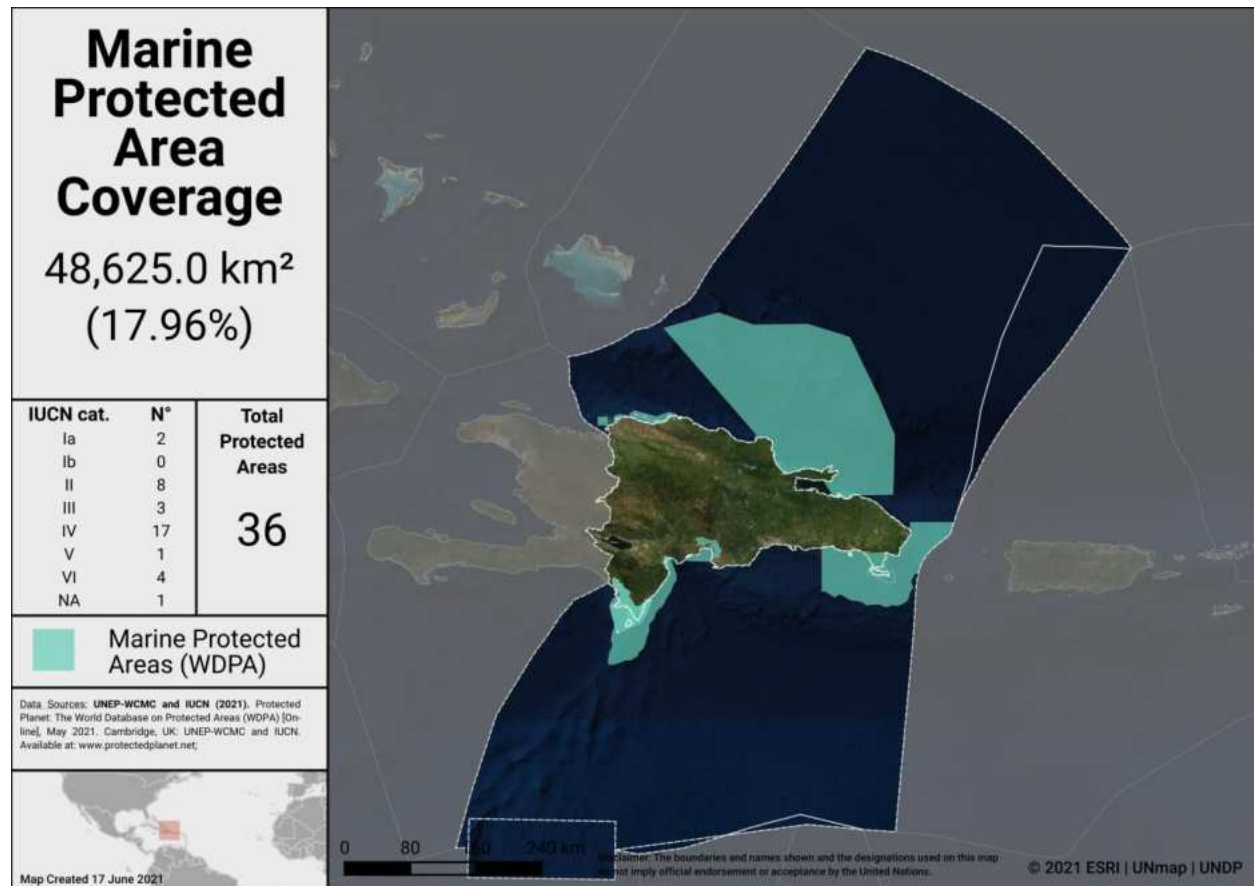 Marine
Protected
Area
Coverage
48,625.0 km²
(17.96%)
IUCN cat. N°
Ia 2
Ib 0
II 8
III 3
IV 17
V 1
VI 4
NA 1
Total
Protected
Areas
36
Marine Protected
Areas (WDPA)
Data Sources: UNEP-WCMC and IUCN (2021). Protected
Planet: The World Database on Protected Areas (WDPA) [On-
line], May 2021. Cambridge, UK: UNEP-WCMC and IUCN.
Available at: www.protectedplanet.net;
Map Created 17 June 2021
0 80 160 240 km
Disclaimer: The boundaries and names shown and the designations used on this map
do not imply official endorsement or acceptance by the United Nations.
© 2021 ESRI | UNmap | UNDP